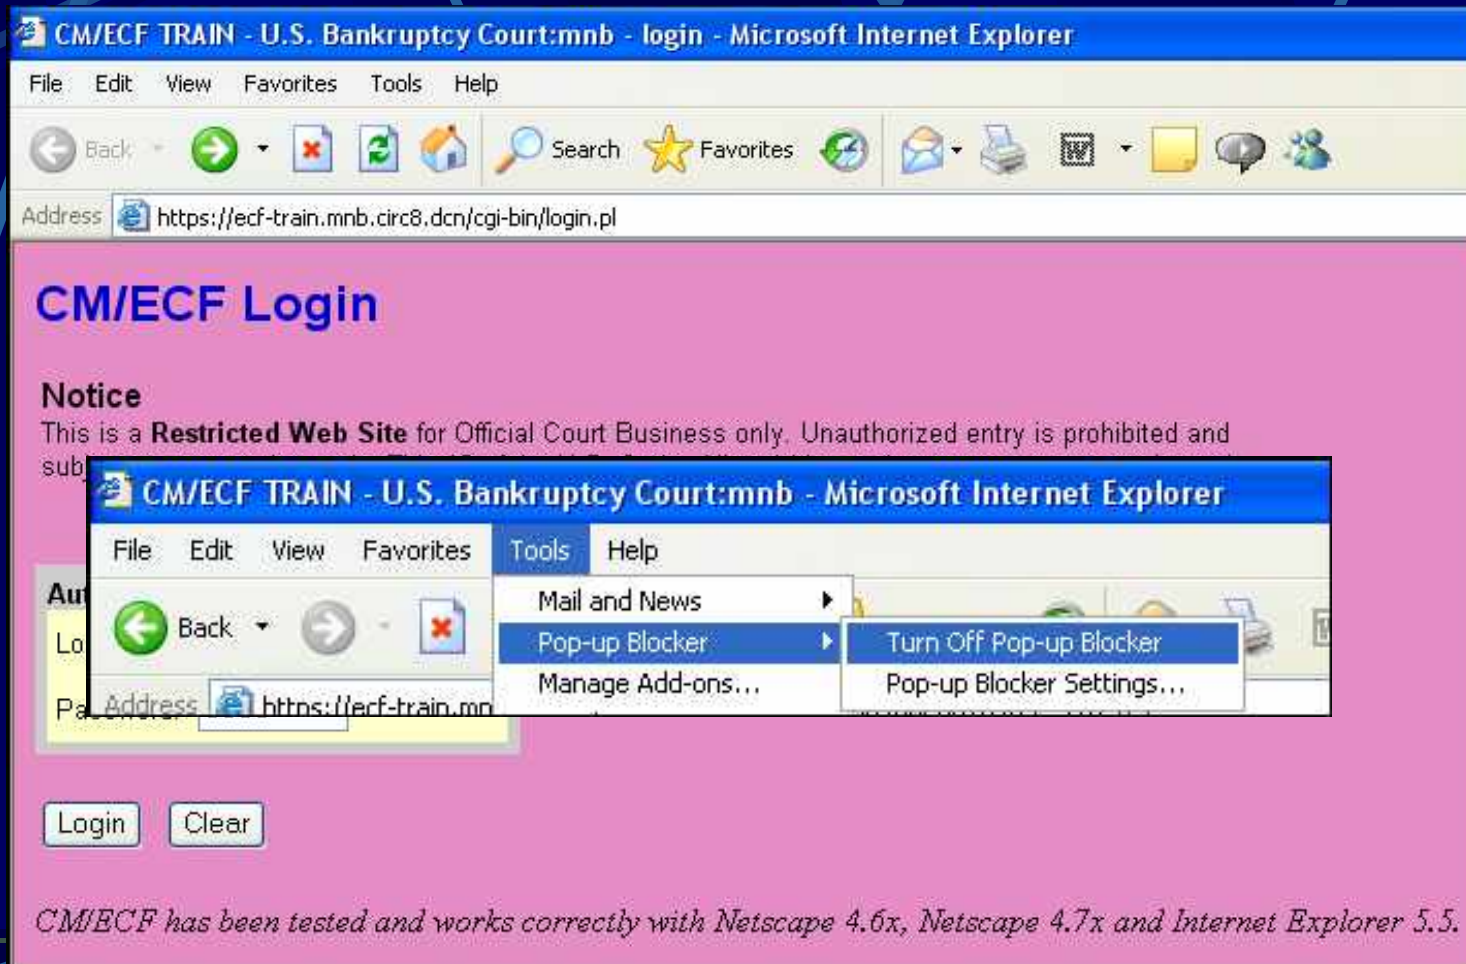 CM/ECF TRAIN - U.S. Bankruptcy Court:mnb - login - Microsoft Internet Explorer
File Edit View Favorites Tools Help
Back Search Favorites
Address https://ecf-train.mnb.circ8.dcn/cgi-bin/login.pl
CM/ECF Login
Notice
This is a Restricted Web Site for Official Court Business only. Unauthorized entry is prohibited and
CM/ECF TRAIN - U.S. Bankruptcy Court:mnb - Microsoft Internet Explorer
File Edit View Favorites Tools Help
Mail and News
Back Pop-up Blocker Turn Off Pop-up Blocker
Manage Add-ons... Pop-up Blocker Settings...
Address https://ecf-train.mn
Login Clear
CM/ECF has been tested and works correctly with Netscape 4.6x, Netscape 4.7x and Internet Explorer 5.5.